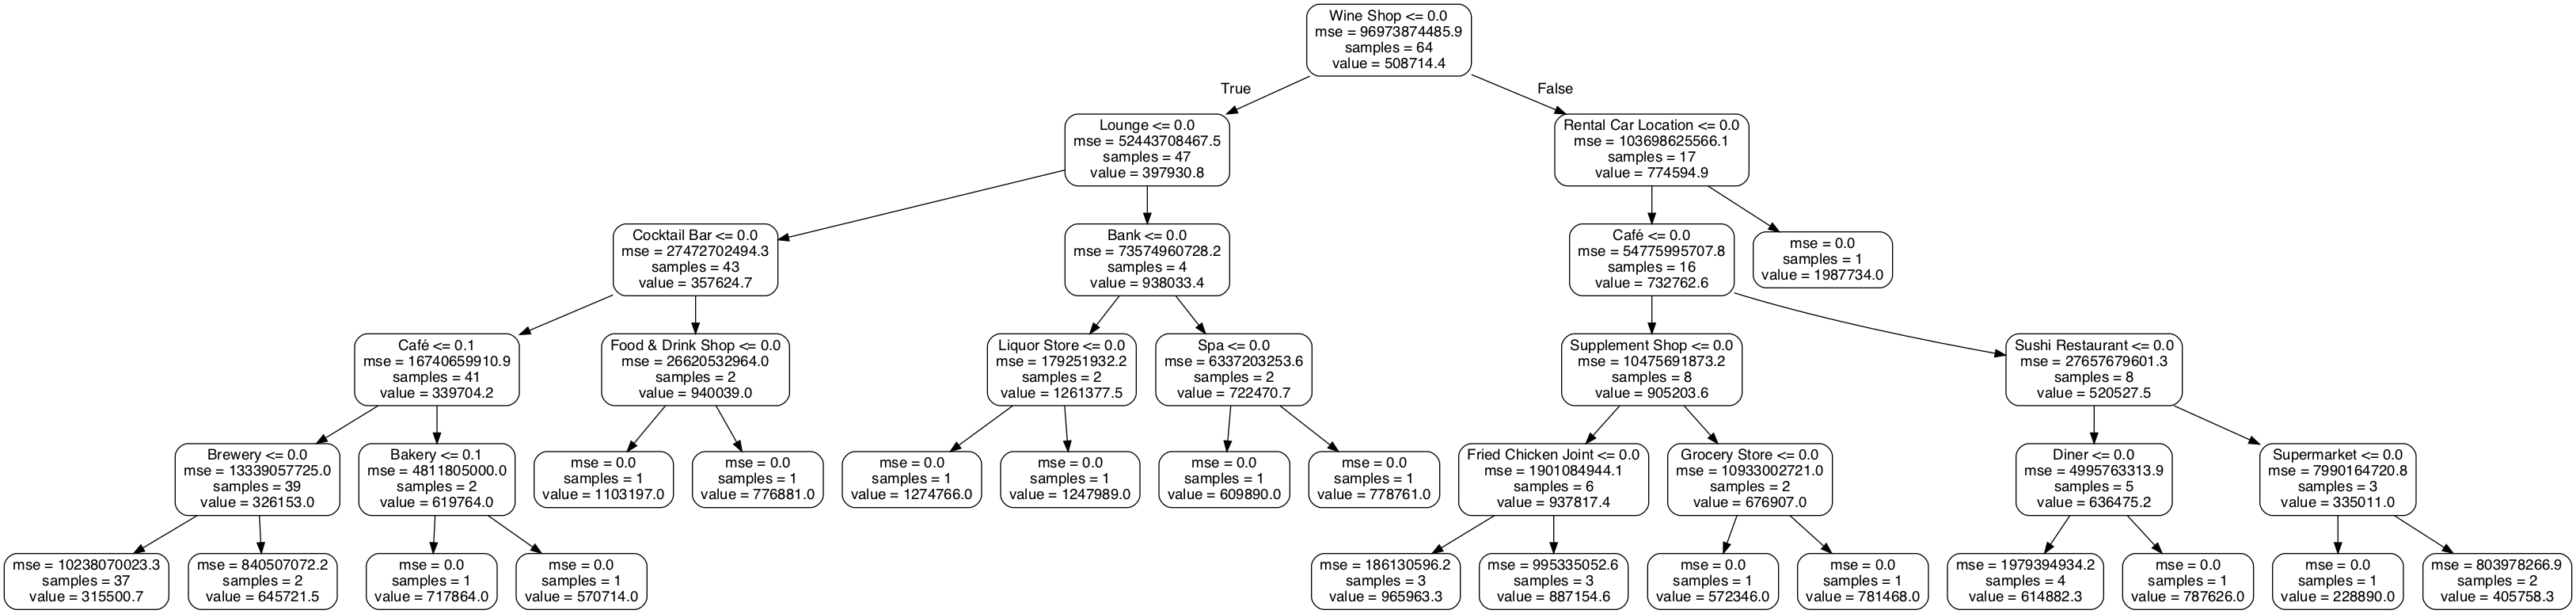 Wine Shop <= 0.0
mse = 96973874485.9
samples = 64
value = 508714.4
True
False
Lounge <= 0.0
mse = 52443708467.5
samples = 47
value = 397930.8
Rental Car Location <= 0.0
mse = 103698625566.1
samples = 17
value = 774594.9
Cocktail Bar <= 0.0
mse = 27472702494.3
samples = 43
value = 357624.7
Bank <= 0.0
mse = 73574960728.2
samples = 4
value = 938033.4
Café <= 0.0
mse = 54775995707.8
samples = 16
value = 732762.6
mse = 0.0
samples = 1
value = 1987734.0
Café <= 0.1
mse = 16740659910.9
samples = 41
value = 339704.2
Food & Drink Shop <= 0.0
mse = 26620532964.0
samples = 2
value = 940039.0
Liquor Store <= 0.0
mse = 179251932.2
samples = 2
value = 1261377.5
Spa <= 0.0
mse = 6337203253.6
samples = 2
value = 722470.7
Supplement Shop <= 0.0
mse = 10475691873.2
samples = 8
value = 905203.6
Sushi Restaurant <= 0.0
mse = 27657679601.3
samples = 8
value = 520527.5
Brewery <= 0.0
mse = 13339057725.0
samples = 39
value = 326153.0
Bakery <= 0.1
mse = 4811805000.0
samples = 2
value = 619764.0
mse = 0.0
samples = 1
value = 1103197.0
mse = 0.0
samples = 1
value = 776881.0
mse = 0.0
samples = 1
value = 1274766.0
mse = 0.0
samples = 1
value = 1247989.0
mse = 0.0
samples = 1
value = 609890.0
mse = 0.0
samples = 1
value = 778761.0
Fried Chicken Joint <= 0.0
mse = 1901084944.1
samples = 6
value = 937817.4
Grocery Store <= 0.0
mse = 10933002721.0
samples = 2
value = 676907.0
Diner <= 0.0
mse = 4995763313.9
samples = 5
value = 636475.2
Supermarket <= 0.0
mse = 7990164720.8
samples = 3
value = 335011.0
mse = 10238070023.3
samples = 37
value = 315500.7
mse = 840507072.2
samples = 2
value = 645721.5
mse = 0.0
samples = 1
value = 717864.0
mse = 0.0
samples = 1
value = 570714.0
mse = 186130596.2
samples = 3
value = 965963.3
mse = 995335052.6
samples = 3
value = 887154.6
mse = 0.0
samples = 1
value = 572346.0
mse = 0.0
samples = 1
value = 781468.0
mse = 1979394934.2
samples = 4
value = 614882.3
mse = 0.0
samples = 1
value = 787626.0
mse = 0.0
samples = 1
value = 228890.0
mse = 803978266.9
samples = 2
value = 405758.3